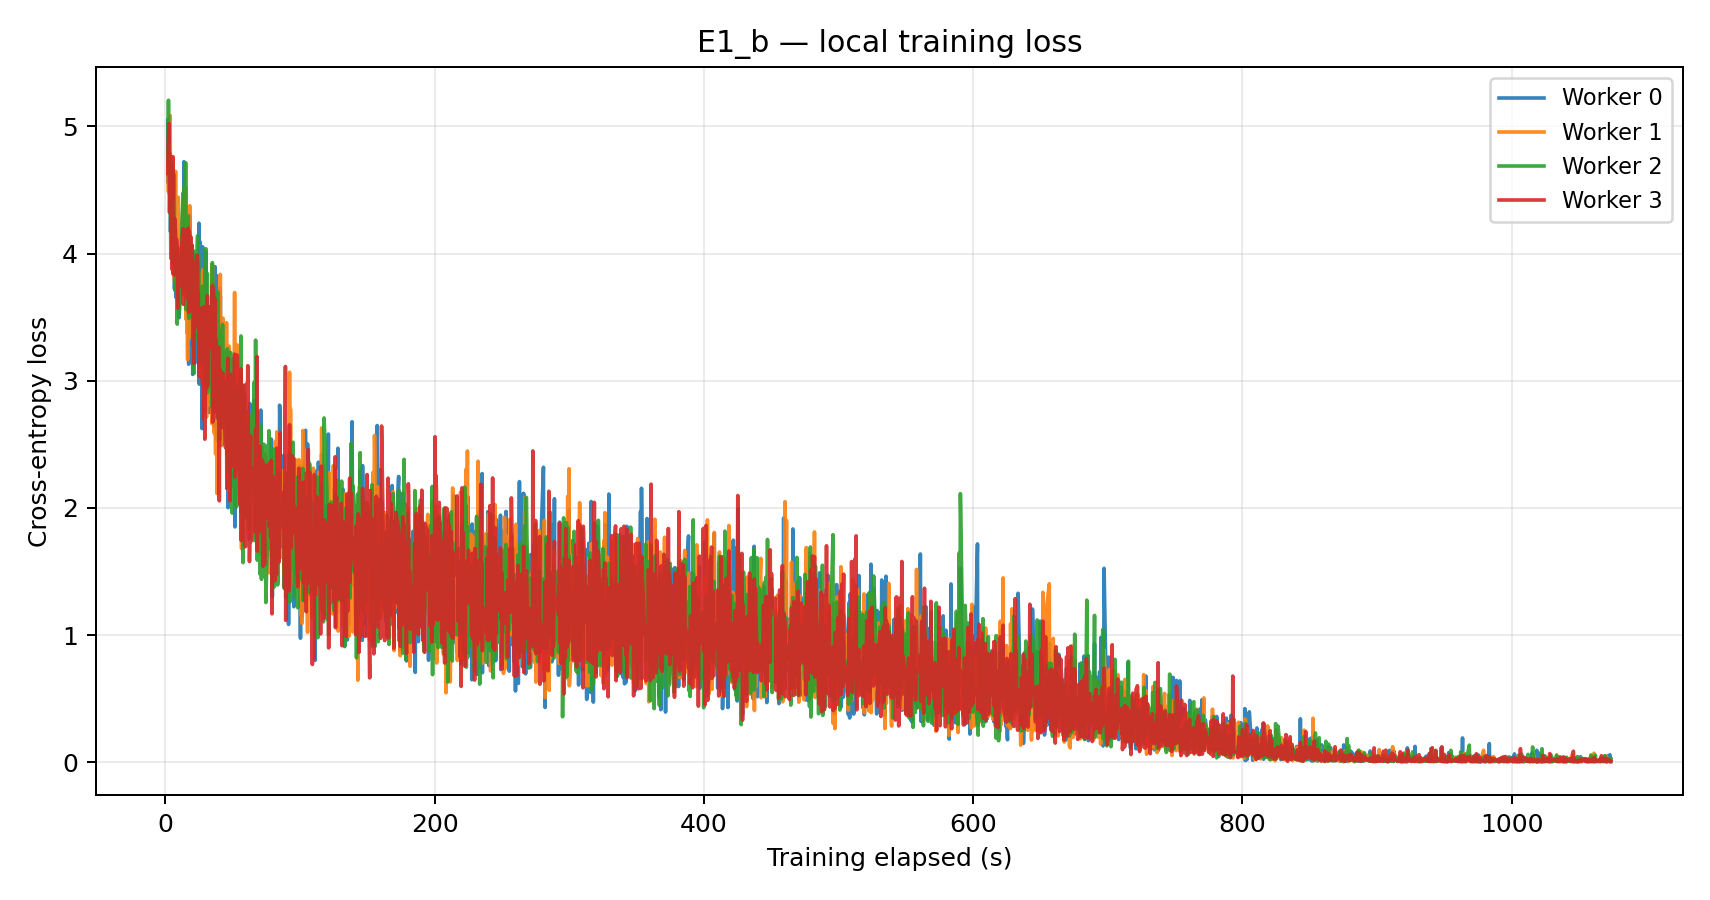 E1_b — local training loss
Worker 0
Worker 1
Worker 2
Worker 3
Cross-entropy loss
5
4
3
2
1
0
0 200 400 600 800 1000
Training elapsed (s)